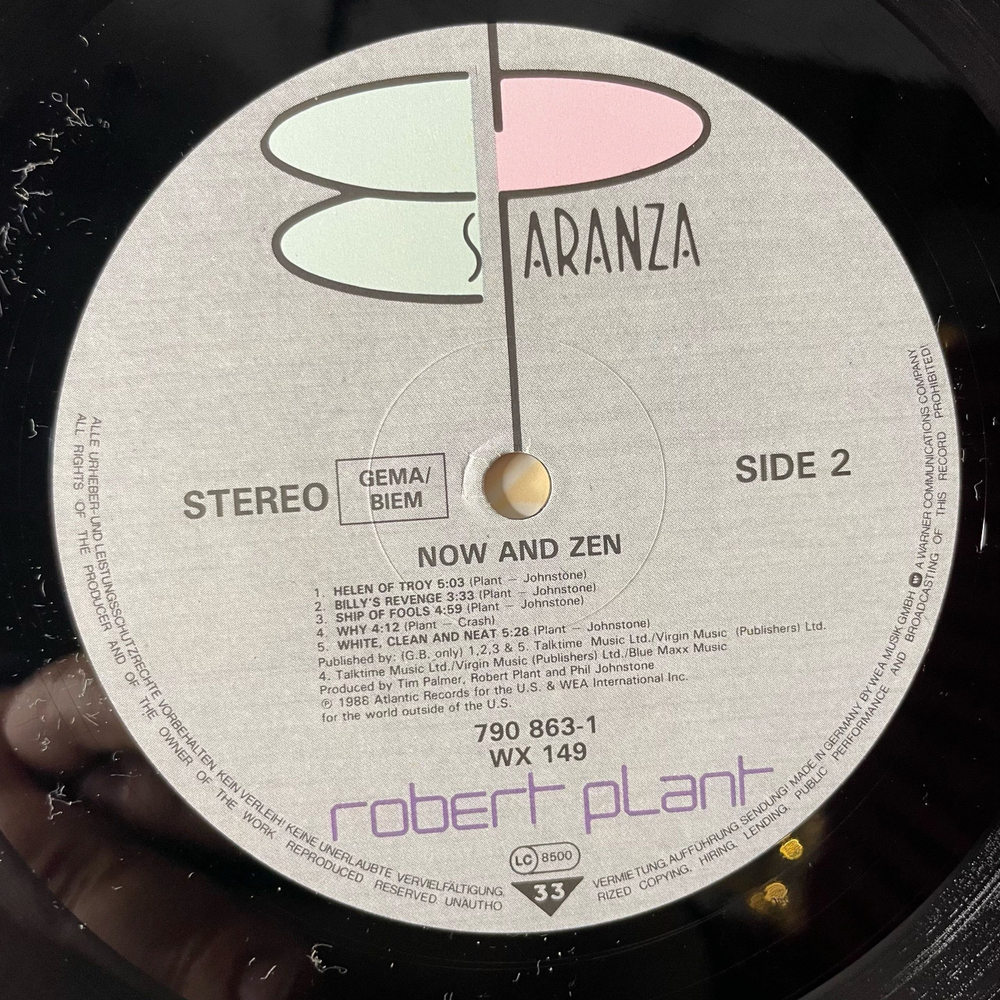 ES PARANZA
STEREO
GEMA/
BIEM
SIDE 2
NOW AND ZEN
1. HELEN OF TROY 5:03 (Plant – Johnstone)
2. BILLY'S REVENGE 3:33 (Plant – Johnstone)
3. SHIP OF FOOLS 4:59 (Plant – Johnstone)
4. WHY 4:12 (Plant – Crash)
5. WHITE, CLEAN AND NEAT 5:28 (Plant – Johnstone)
Published by: (G.B. only) 1,2,3 & 5. Talktime Music Ltd./Virgin Music (Publishers) Ltd.
4. Talktime Music Ltd./Virgin Music (Publishers) Ltd./Blue Maxx Music
Produced by Tim Palmer, Robert Plant and Phil Johnstone
℗ 1988 Atlantic Records for the U.S. & WEA International Inc.
for the world outside of the U.S.
790 863-1
WX 149
robert plant
LC 8500
33
ALLE URHEBER- UND LEISTUNGSSCHUTZRECHTE VORBEHALTEN KEIN VERLEIH! KEINE UNERLAUBTE VERVIELFÄLTIGUNG, VERMIETUNG, AUFFÜHRUNG, SENDUNG! MADE IN GERMANY BY WEA MUSIK GMBH A WARNER COMMUNICATIONS COMPANY
ALL RIGHTS OF THE PRODUCER AND OF THE OWNER OF THE WORK REPRODUCED RESERVED UNAUTHORIZED COPYING, HIRING, LENDING, PUBLIC PERFORMANCE AND BROADCASTING OF THIS RECORD PROHIBITED!